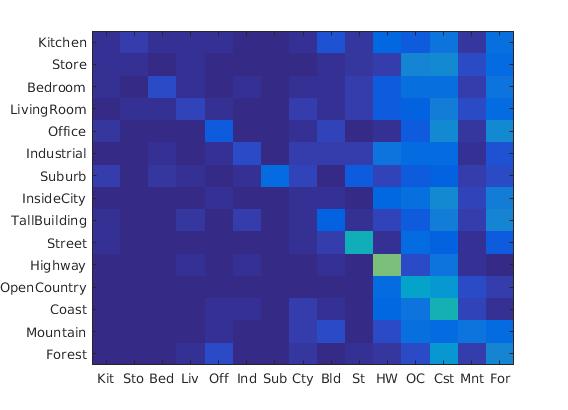 Kitchen
Store
Bedroom
LivingRoom
Office
Industrial
Suburb
InsideCity
TallBuilding
Street
Highway
OpenCountry
Coast
Mountain
Forest
Kit Sto Bed Liv Off Ind Sub Cty Bld St HW OC Cst Mnt For